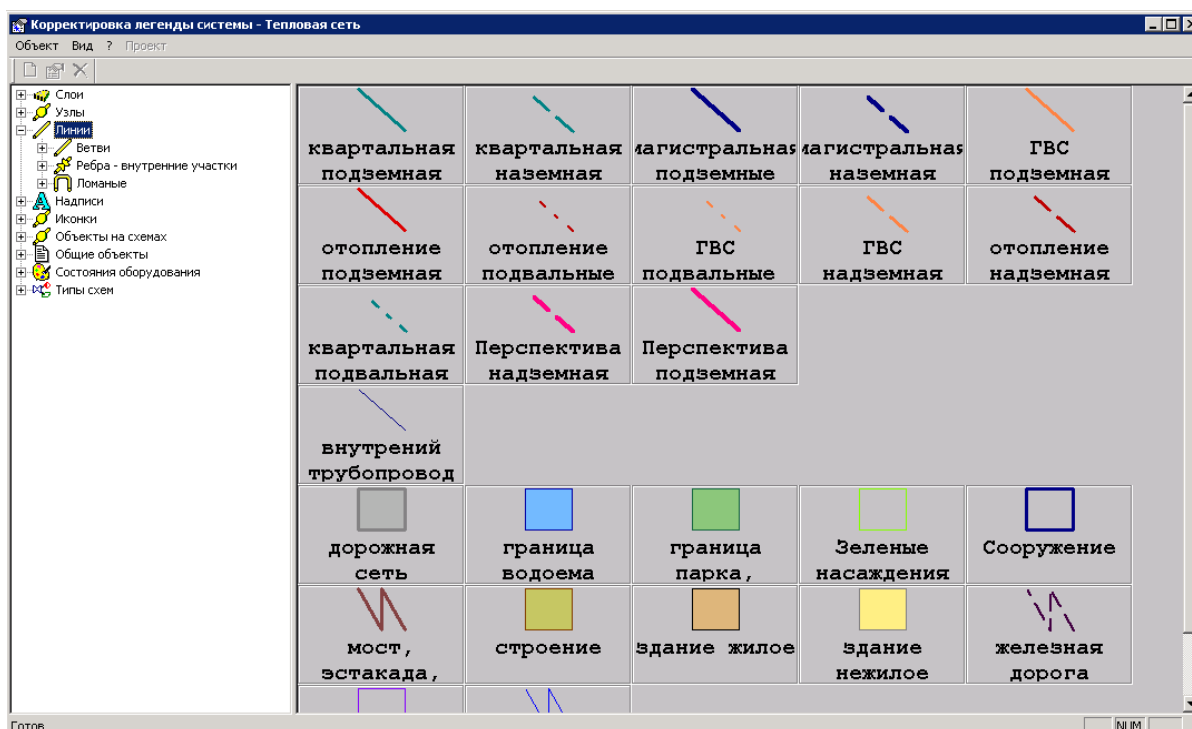 Корректировка легенды системы - Тепловая сеть
Объект Вид ? Проект
Слои
Узлы
Линии
Ветви
Ребра - внутренние участки
Ломаные
Надписи
Иконки
Объекты на схемах
Общие объекты
Состояния оборудования
Типы схем
квартальная подземная
квартальная наземная
магистральная подземные
магистральная наземная
ГВС подземная
отопление подземная
отопление подвальные
ГВС подвальные
ГВС надземная
отопление надземная
квартальная подвальная
Перспектива надземная
Перспектива подземная
внутрений трубопровод
дорожная сеть
граница водоема
граница парка,
Зеленые насаждения
Сооружение
мост, эстакада,
строение
здание жилое
здание нежилое
железная дорога
Готов
NUM